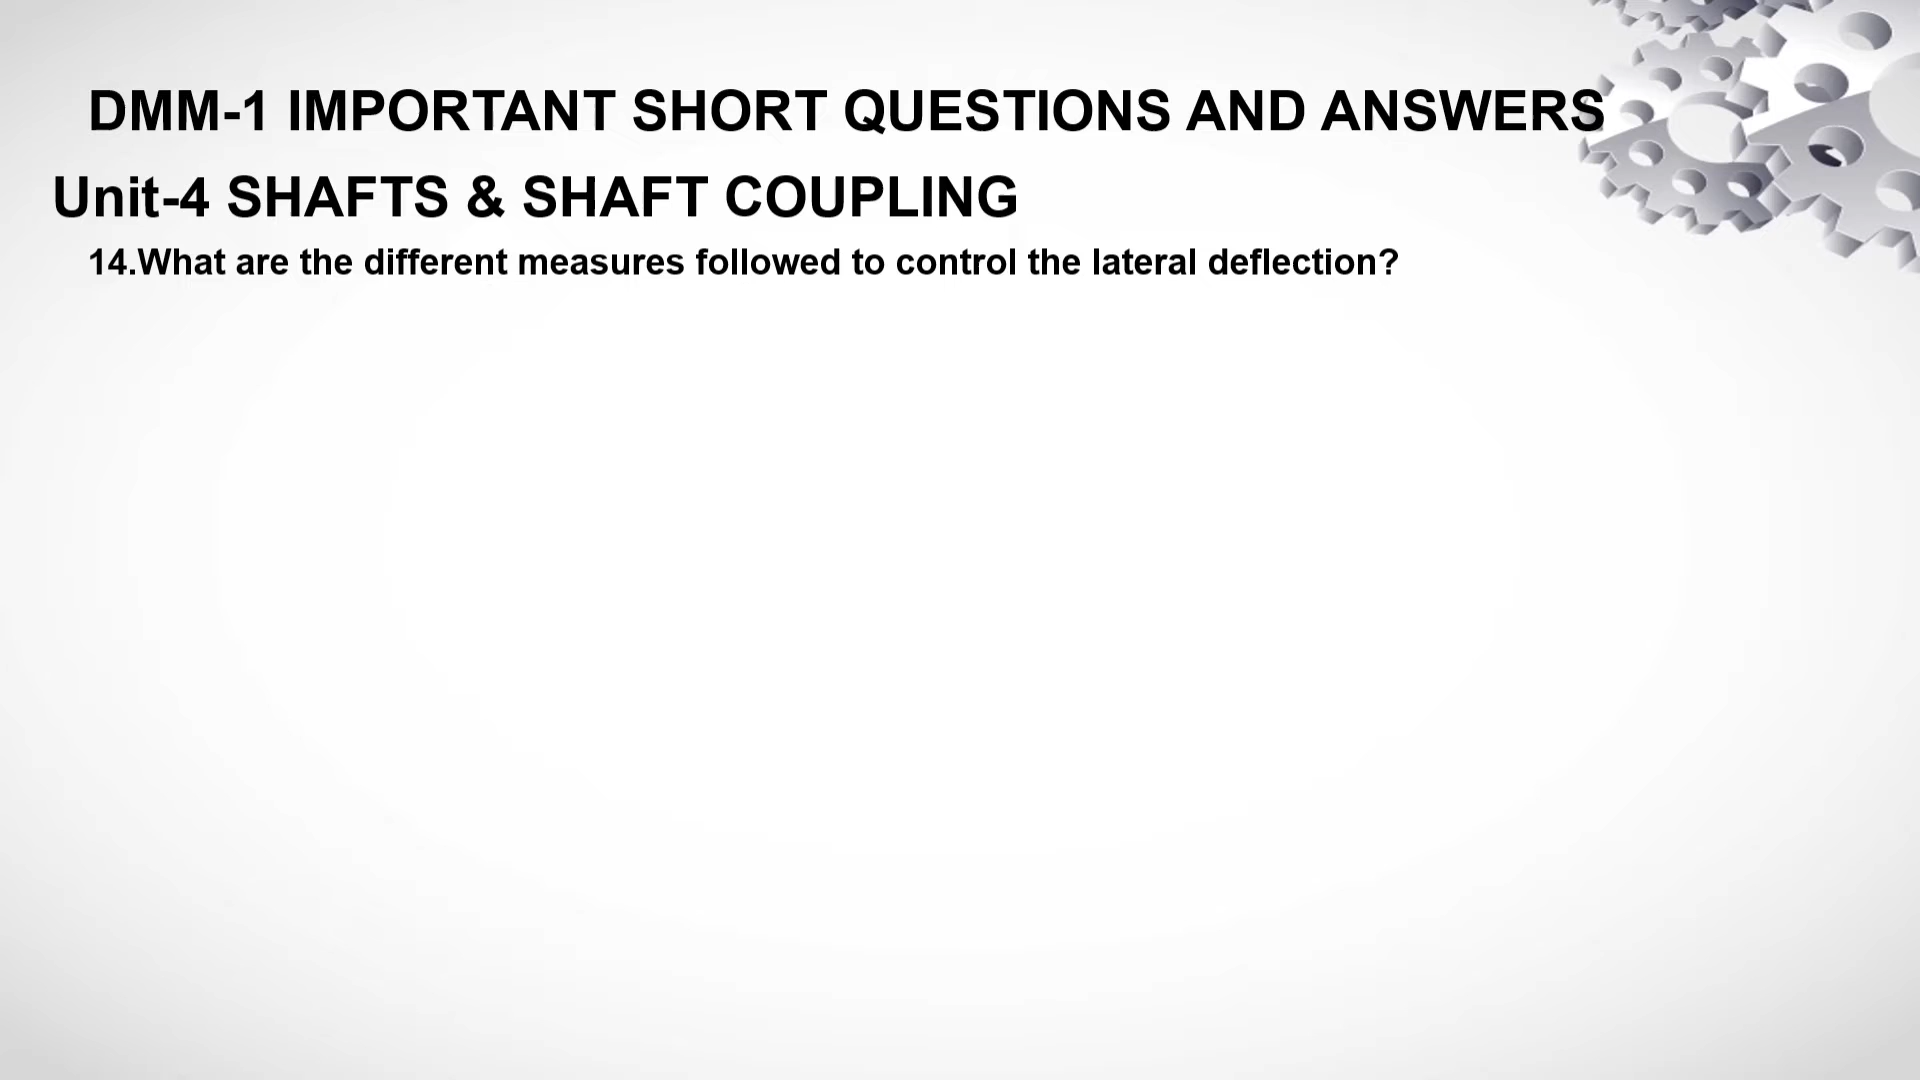 DMM-1 IMPORTANT SHORT QUESTIONS AND ANSWERS
Unit-4 SHAFTS & SHAFT COUPLING
14.What are the different measures followed to control the lateral deflection?